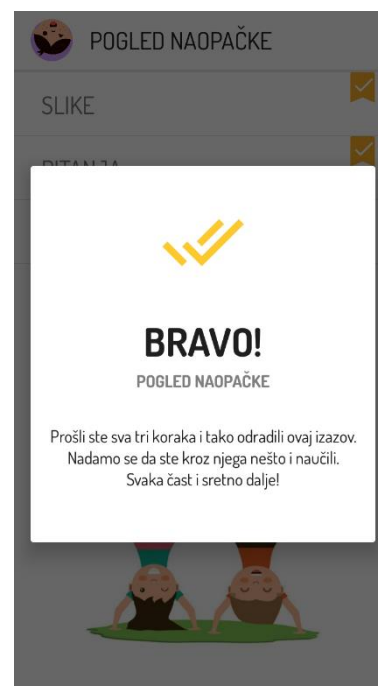 POGLED NAOPAČKE
SLIKE
PITANJA
BRAVO!
POGLED NAOPAČKE
Prošli ste sva tri koraka i tako odradili ovaj izazov.
Nadamo se da ste kroz njega nešto i naučili.
Svaka čast i sretno dalje!